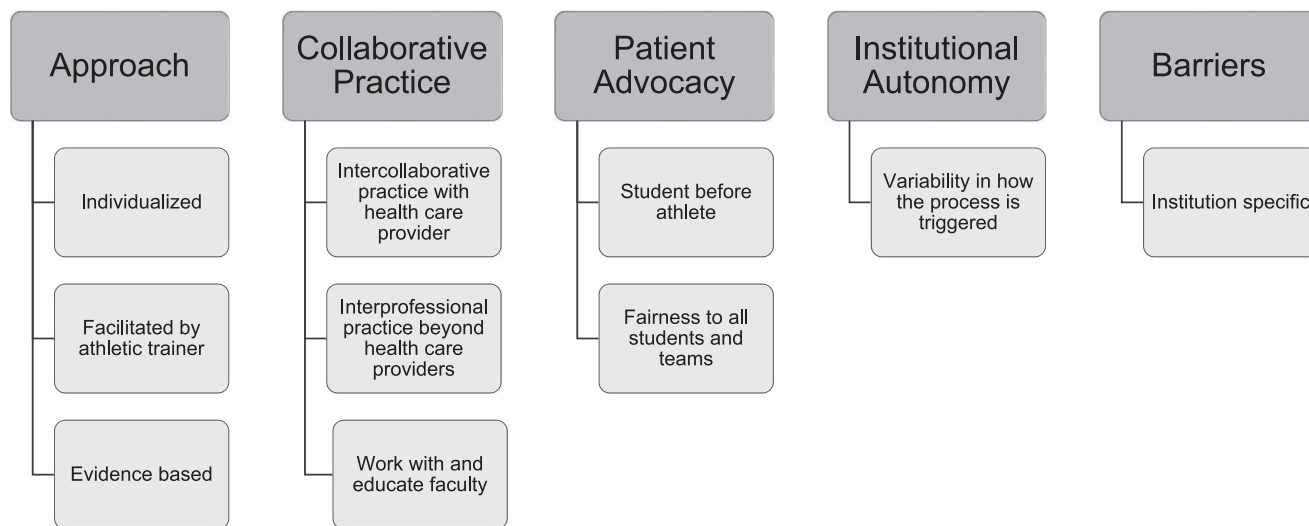 Approach
Individualized
Facilitated by
athletic trainer
Evidence based
Collaborative
Practice
Intercollaborative
practice with
health care
provider
Interprofessional
practice beyond
health care
providers
Work with and
educate faculty
Patient
Advocacy
Student before
athlete
Fairness to all
students and
teams
Institutional
Autonomy
Variability in how
the process is
triggered
Barriers
Institution specific